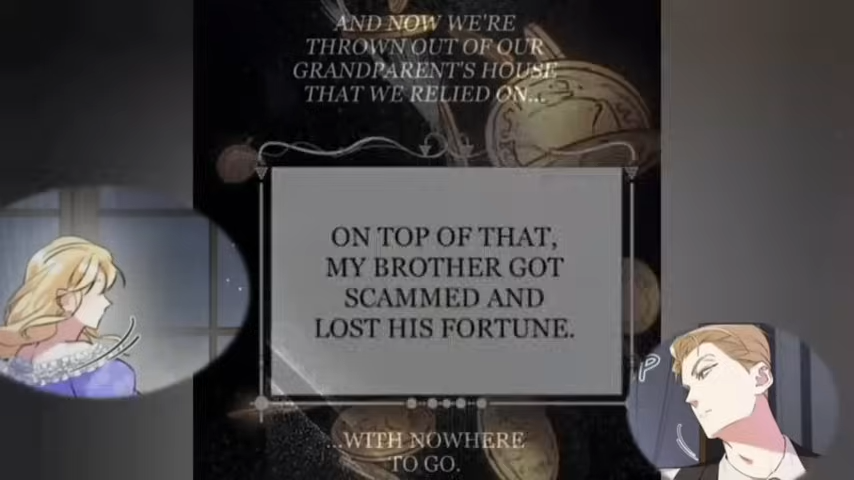 AND NOW WE'RE
THROWN OUT OF OUR
GRANDPARENT'S HOUSE
THAT WE RELIED ON...
ON TOP OF THAT,
MY BROTHER GOT
SCAMMED AND
LOST HIS FORTUNE.
...WITH NOWHERE
TO GO.